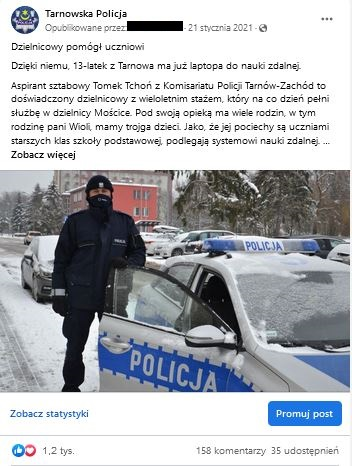 Tarnowska Policja
Opublikowane przez: · 21 stycznia 2021 ·
Dzielnicowy pomógł uczniowi
Dzięki niemu, 13-latek z Tarnowa ma już laptopa do nauki zdalnej.
Aspirant sztabowy Tomek Tchoń z Komisariatu Policji Tarnów-Zachód to
doświadczony dzielnicowy z wieloletnim stażem, który na co dzień pełni
służbę w dzielnicy Mościce. Pod swoją opieką ma wiele rodzin, w tym
rodzinę pani Wioli, mamy trojga dzieci. Jako, że jej pociechy są uczniami
starszych klas szkoły podstawowej, podlegają systemowi nauki zdalnej. ...
Zobacz więcej
POLICJA
POLICJA
POLICJA
Zobacz statystyki
Promuj post
1,2 tys.
158 komentarzy 35 udostępnień